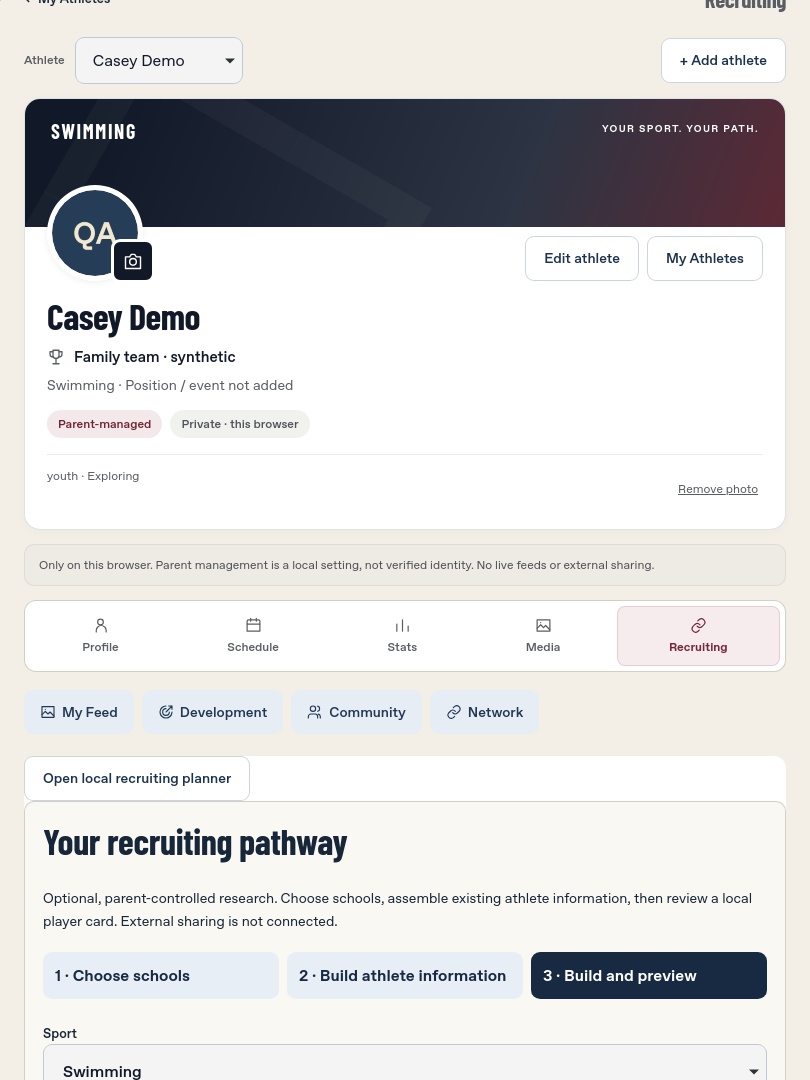 My Athletes
Recruiting
Athlete
Casey Demo
+ Add athlete
SWIMMING
YOUR SPORT. YOUR PATH.
QA
Edit athlete
My Athletes
Casey Demo
Family team · synthetic
Swimming · Position / event not added
Parent-managed
Private · this browser
youth · Exploring
Remove photo
Only on this browser. Parent management is a local setting, not verified identity. No live feeds or external sharing.
Profile
Schedule
Stats
Media
Recruiting
My Feed
Development
Community
Network
Open local recruiting planner
Your recruiting pathway
Optional, parent-controlled research. Choose schools, assemble existing athlete information, then review a local
player card. External sharing is not connected.
1 · Choose schools
2 · Build athlete information
3 · Build and preview
Sport
Swimming